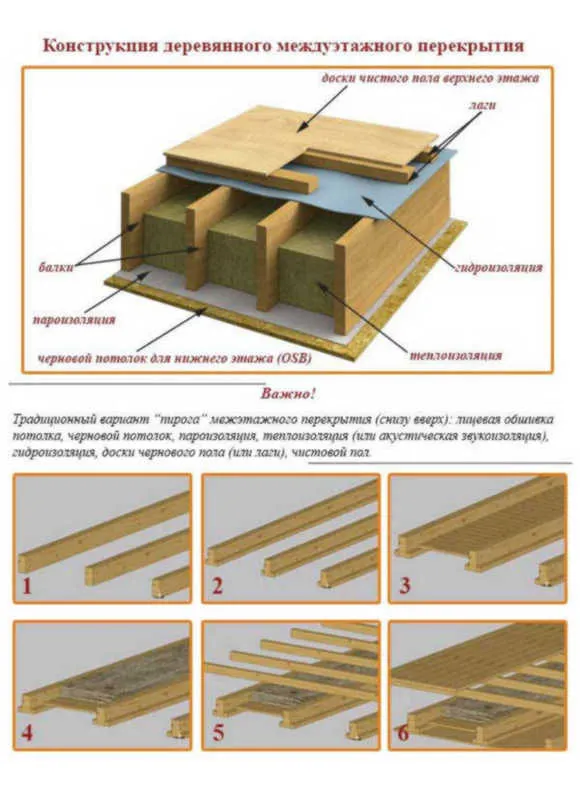 Конструкция деревянного междуэтажного перекрытия
доски чистого пола верхнего этажа
лаги
балки
гидроизоляция
пароизоляция
черновой потолок для нижнего этажа (OSB)
теплоизоляция
Важно!
Традиционный вариант "пирога" межэтажного перекрытия (снизу вверх): лицевая обшивка
потолка, черновой потолок, пароизоляция, теплоизоляция (или акустическая звукоизоляция),
гидроизоляция, доски чернового пола (или лаги), чистовой пол.
1
2
3
4
5
6